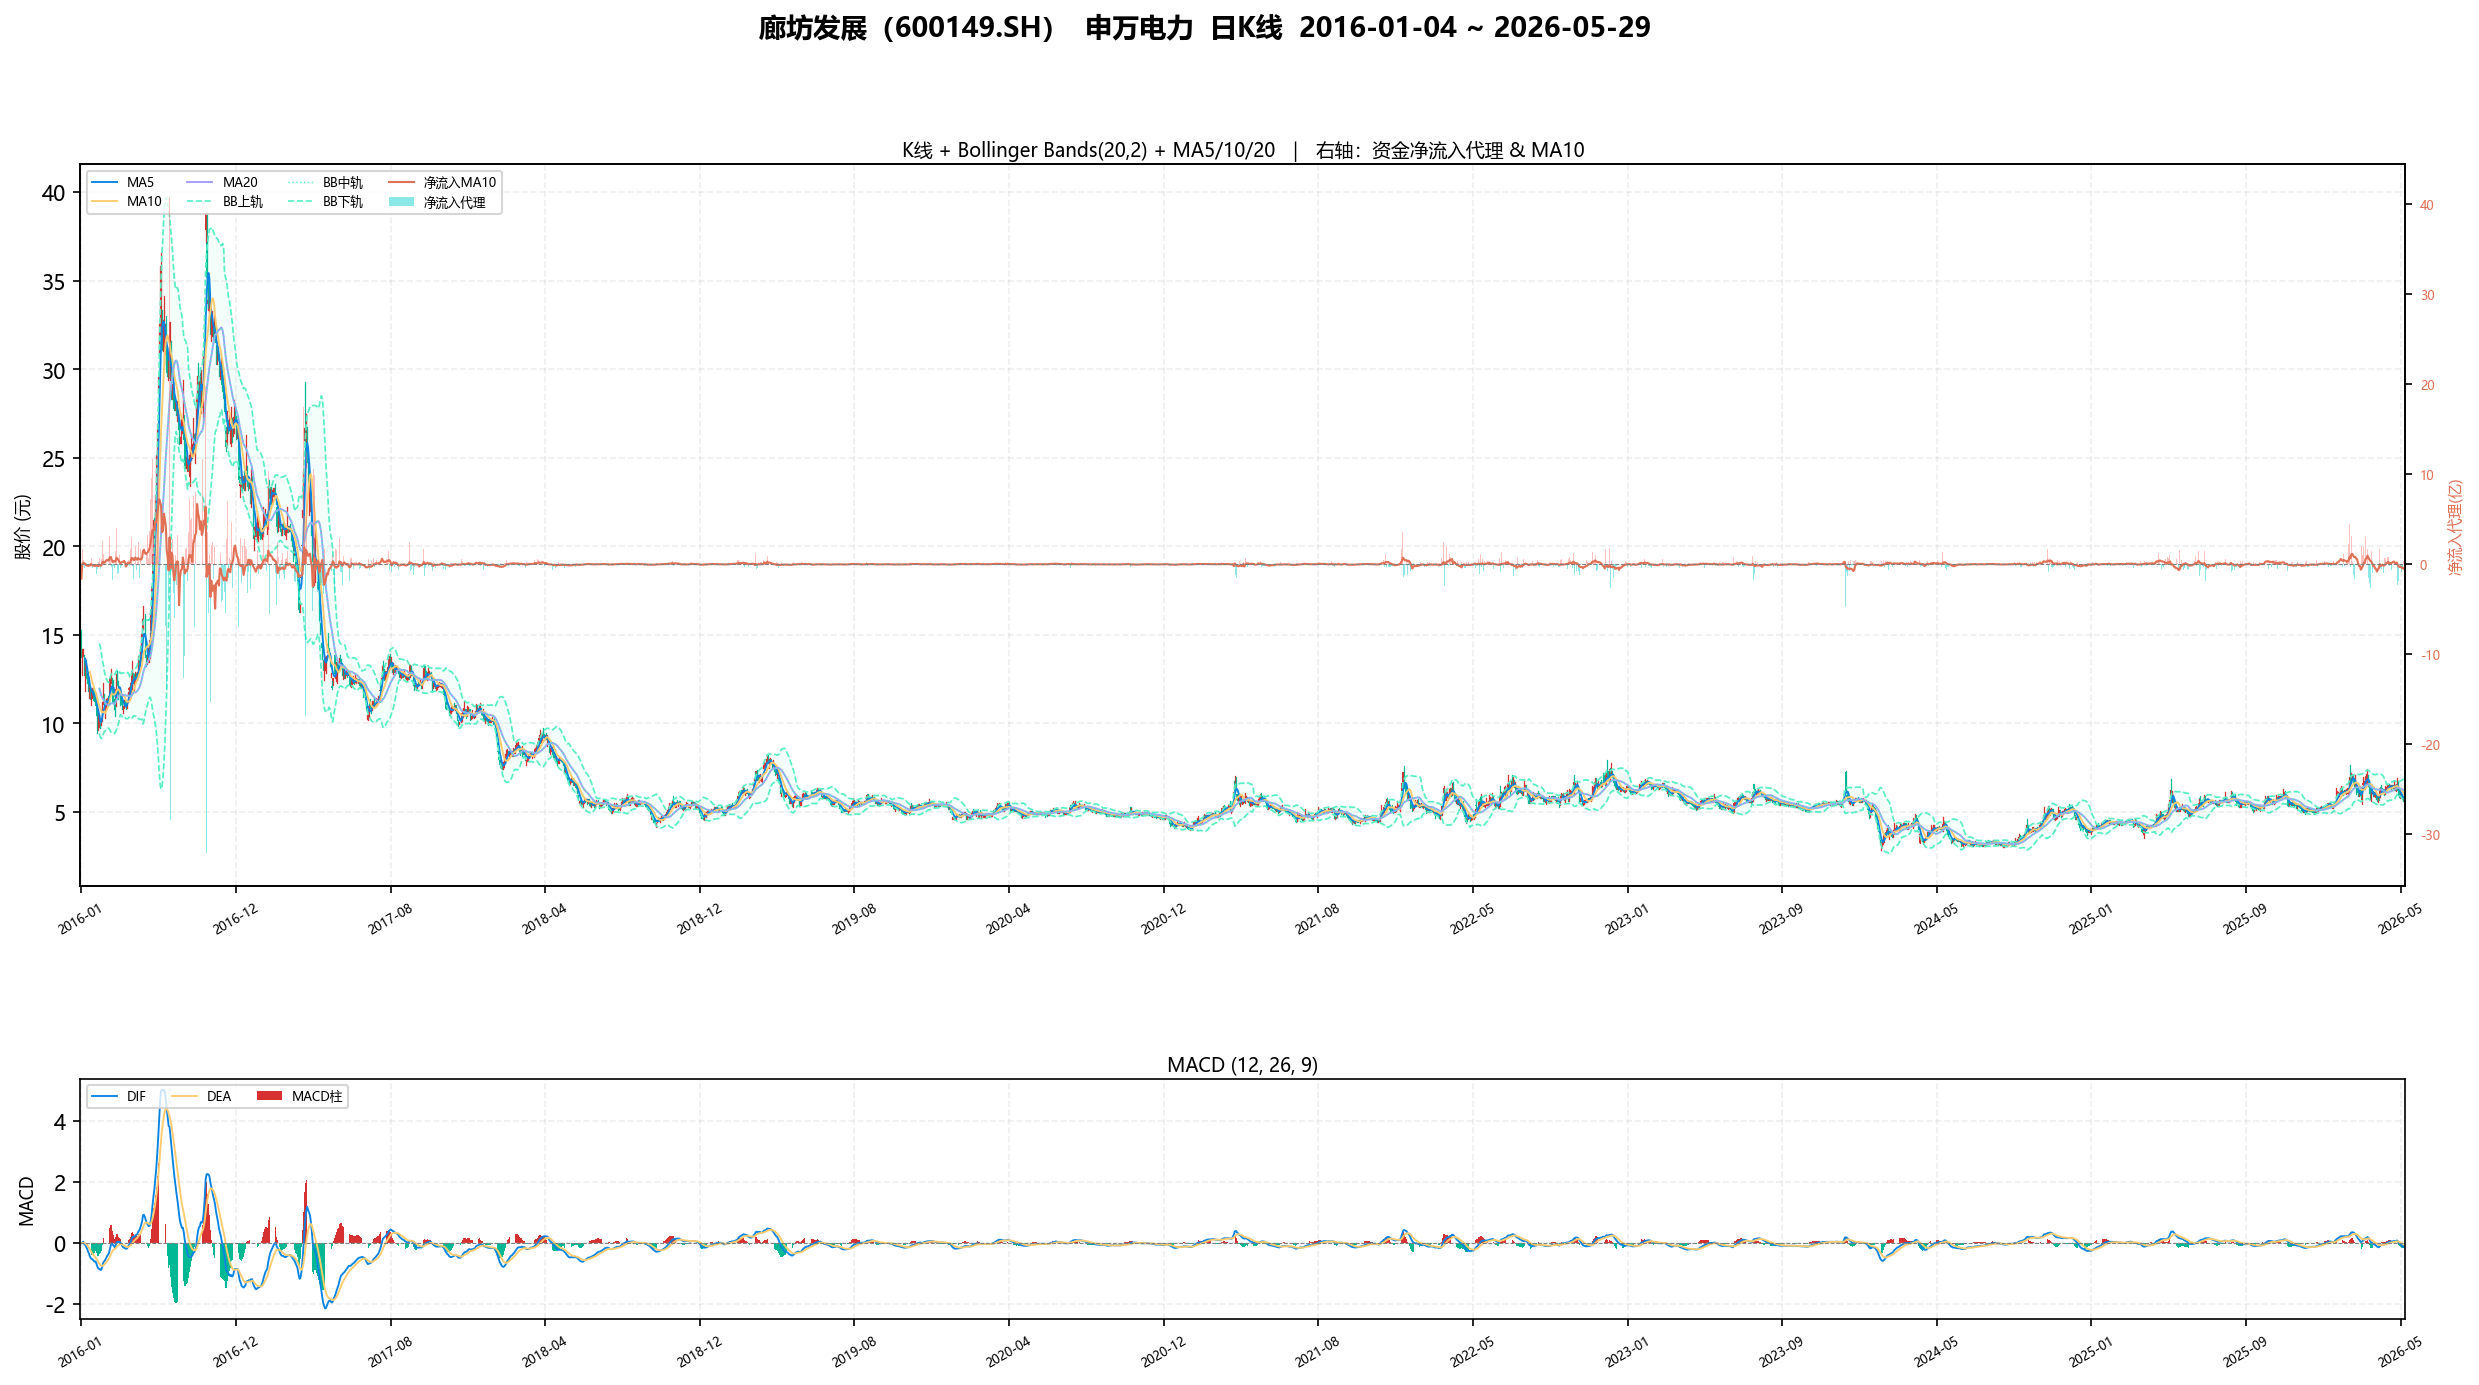 廊坊发展（600149.SH） 申万电力 日K线 2016-01-04 ~ 2026-05-29
K线 + Bollinger Bands(20,2) + MA5/10/20 | 右轴：资金净流入代理 & MA10
MA5 MA20 BB中轨 净流入MA10
MA10 BB上轨 BB下轨 净流入代理
股价 (元)
40
35
30
25
20
15
10
5
40
30
20
10
0
-10
-20
-30
净流入代理(亿)
2016-01 2016-12 2017-08 2018-04 2018-12 2019-08 2020-04 2020-12 2021-08 2022-05 2023-01 2023-09 2024-05 2025-01 2025-09 2026-05
MACD (12, 26, 9)
DIF DEA MACD柱
MACD
4
2
0
-2
2016-01 2016-12 2017-08 2018-04 2018-12 2019-08 2020-04 2020-12 2021-08 2022-05 2023-01 2023-09 2024-05 2025-01 2025-09 2026-05